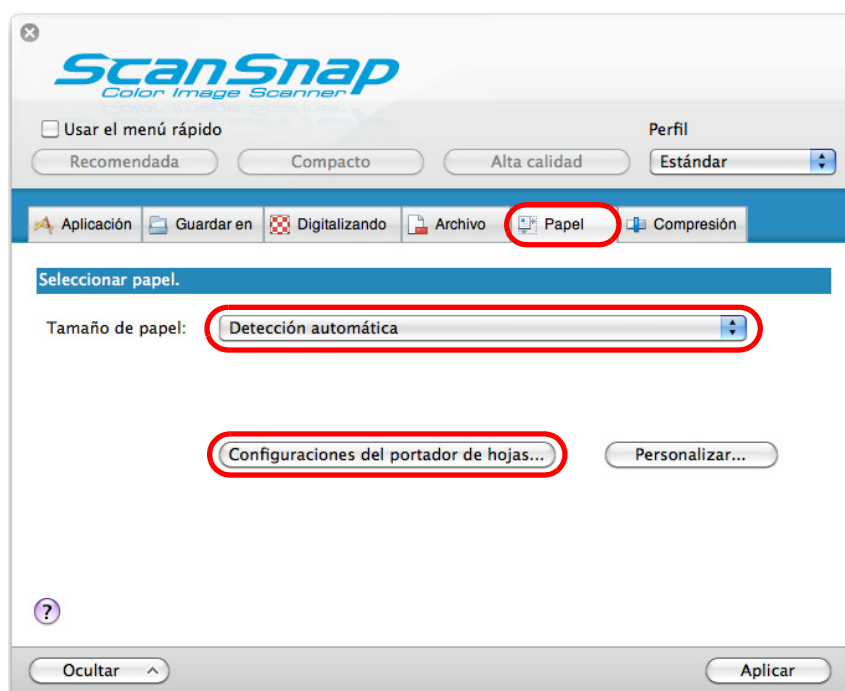 ScanSnap
Color Image Scanner
Usar el menú rápido
Perfil
Recomendada Compacto Alta calidad Estándar
Aplicación Guardar en Digitalizando Archivo Papel Compresión
Seleccionar papel.
Tamaño de papel: Detección automática
Configuraciones del portador de hojas... Personalizar...
?
Ocultar Aplicar